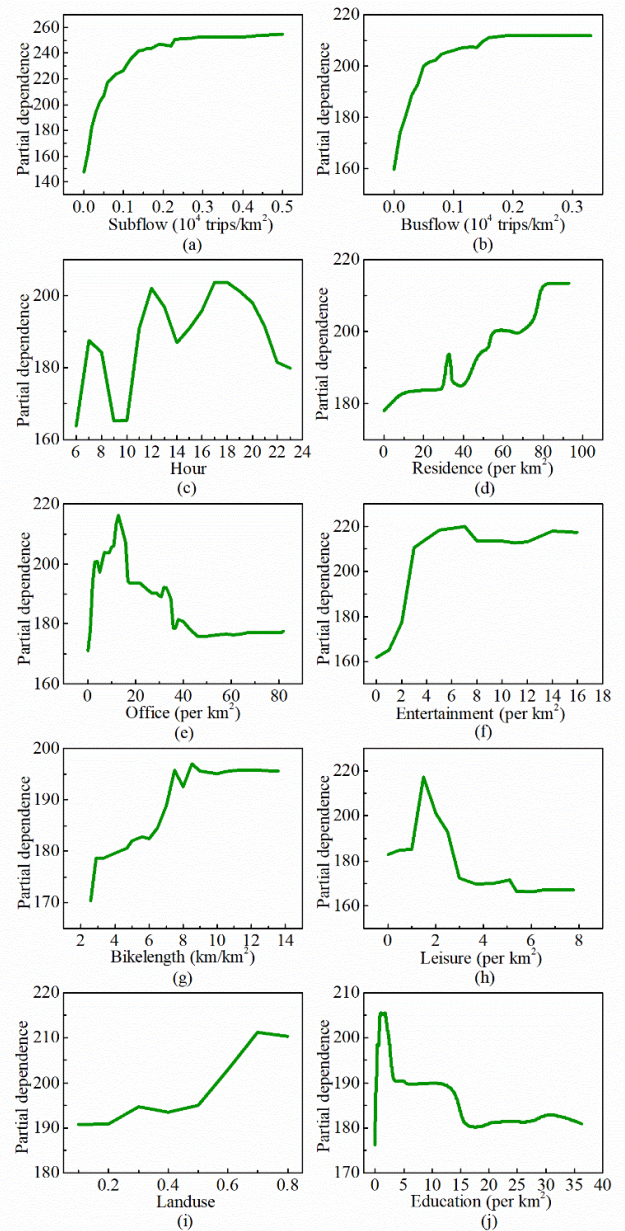 Partial dependence
260
240
220
200
180
160
140
0.0 0.1 0.2 0.3 0.4 0.5
Subflow (10⁴ trips/km²)
(a)
Partial dependence
220
200
180
160
0.0 0.1 0.2 0.3
Busflow (10⁴ trips/km²)
(b)
Partial dependence
200
180
160
6 8 10 12 14 16 18 20 22 24
Hour
(c)
Partial dependence
220
200
180
0 20 40 60 80 100
Residence (per km²)
(d)
Partial dependence
220
200
180
160
0 20 40 60 80
Office (per km²)
(e)
Partial dependence
220
200
180
160
0 2 4 6 8 10 12 14 16 18
Entertainment (per km²)
(f)
Partial dependence
200
190
180
170
2 4 6 8 10 12 14
Bikelength (km/km²)
(g)
Partial dependence
220
200
180
160
0 2 4 6 8
Leisure (per km²)
(h)
Partial dependence
220
210
200
190
180
0.2 0.4 0.6 0.8
Landuse
(i)
Partial dependence
210
200
190
180
170
0 5 10 15 20 25 30 35 40
Education (per km²)
(j)